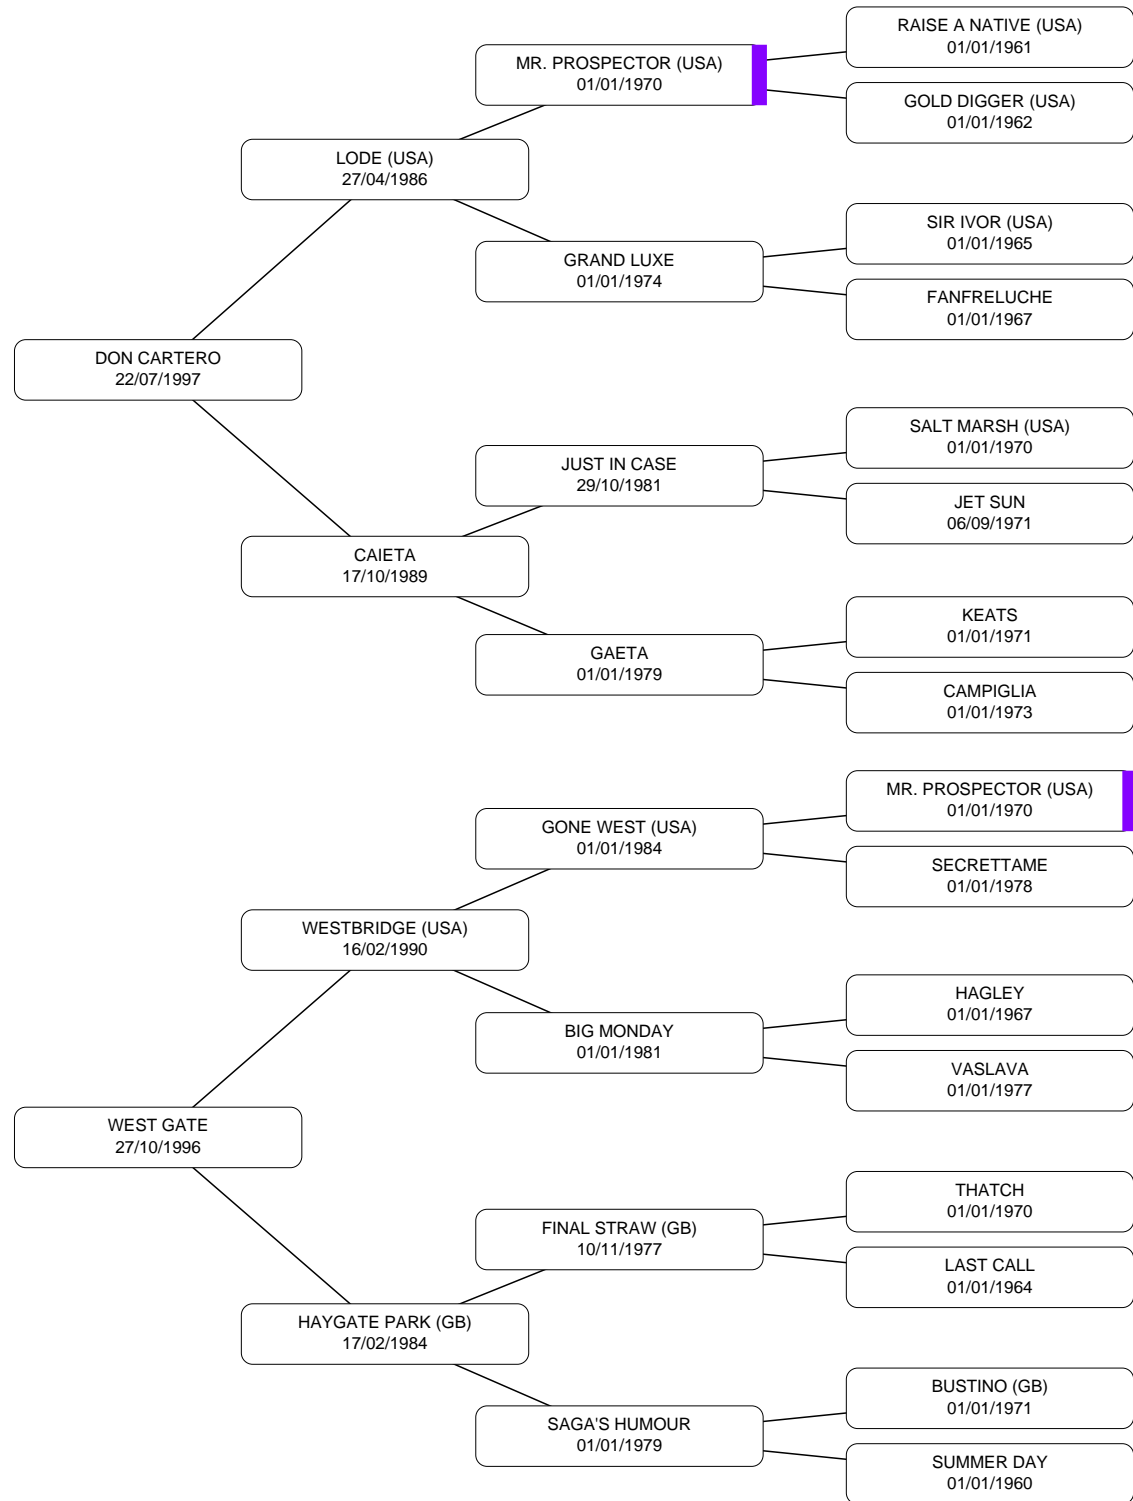 RAISE A NATIVE (USA)
01/01/1961
MR. PROSPECTOR (USA)
01/01/1970
GOLD DIGGER (USA)
01/01/1962
LODE (USA)
27/04/1986
SIR IVOR (USA)
01/01/1965
GRAND LUXE
01/01/1974
FANFRELUCHE
01/01/1967
DON CARTERO
22/07/1997
SALT MARSH (USA)
01/01/1970
JUST IN CASE
29/10/1981
JET SUN
06/09/1971
CAIETA
17/10/1989
KEATS
01/01/1971
GAETA
01/01/1979
CAMPIGLIA
01/01/1973
MR. PROSPECTOR (USA)
01/01/1970
GONE WEST (USA)
01/01/1984
SECRETTAME
01/01/1978
WESTBRIDGE (USA)
16/02/1990
HAGLEY
01/01/1967
BIG MONDAY
01/01/1981
VASLAVA
01/01/1977
WEST GATE
27/10/1996
THATCH
01/01/1970
FINAL STRAW (GB)
10/11/1977
LAST CALL
01/01/1964
HAYGATE PARK (GB)
17/02/1984
BUSTINO (GB)
01/01/1971
SAGA'S HUMOUR
01/01/1979
SUMMER DAY
01/01/1960